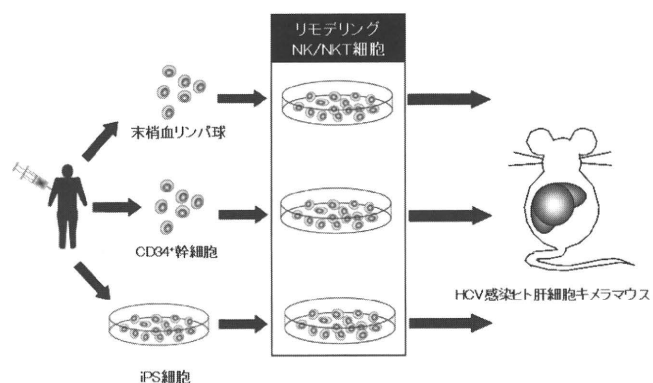 リモデリング
NK/NKT細胞
末梢血リンパ球
CD34⁺幹細胞
HCV感染ヒト肝細胞キメラマウス
iPS細胞